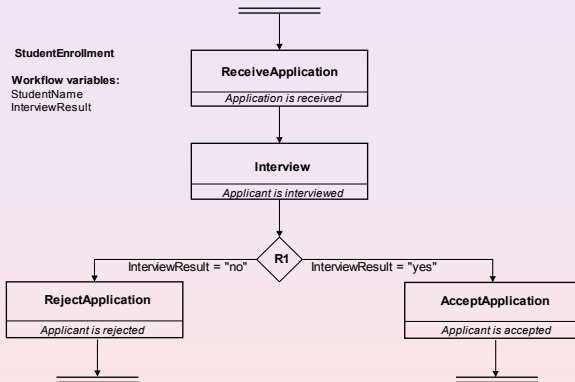 StudentEnrollment
Workflow variables:
StudentName
InterviewResult
ReceiveApplication
Application is received
Interview
Applicant is interviewed
R1
InterviewResult = "no"
InterviewResult = "yes"
RejectApplication
Applicant is rejected
AcceptApplication
Applicant is accepted